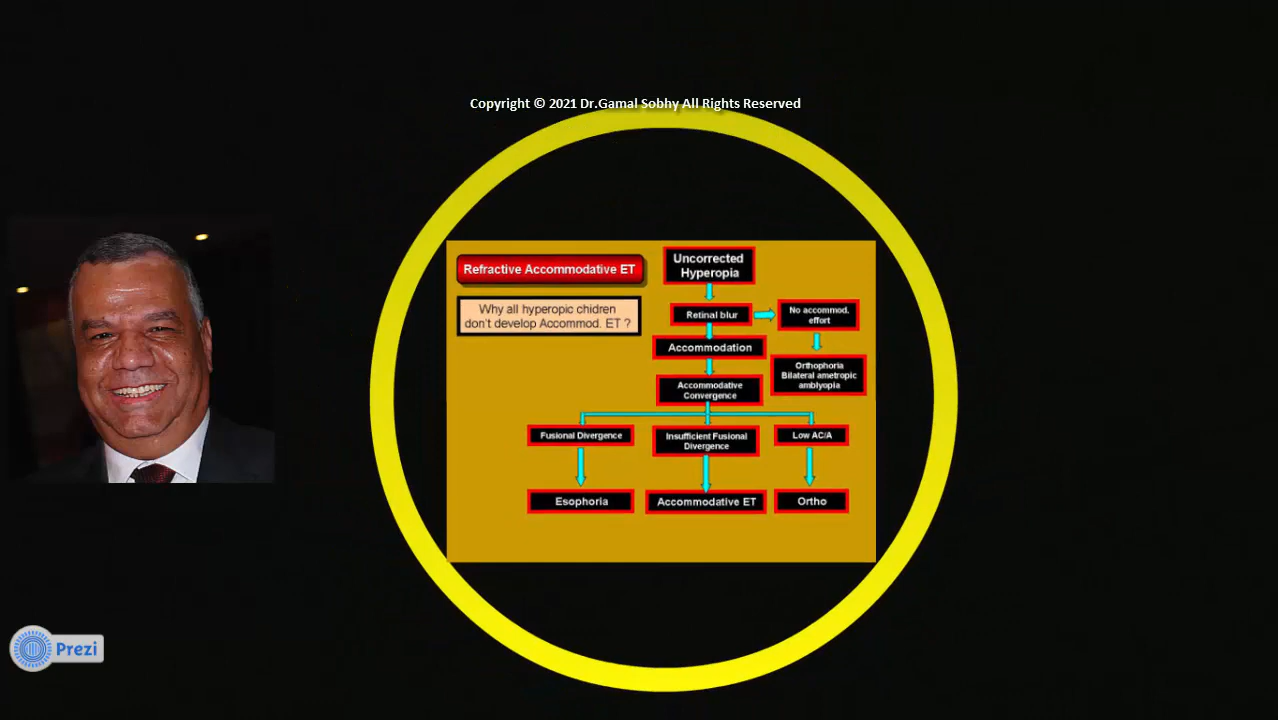 Copyright © 2021 Dr.Gamal Sobhy All Rights Reserved
Refractive Accommodative ET
Why all hyperopic chidren
don't develop Accommod. ET ?
Uncorrected
Hyperopia
Retinal blur
No accommod.
effort
Accommodation
Orthophoria
Bilateral ametropic
amblyopia
Accommodative
Convergence
Fusional Divergence
Insufficient Fusional
Divergence
Low AC/A
Esophoria
Accommodative ET
Ortho
Prezi